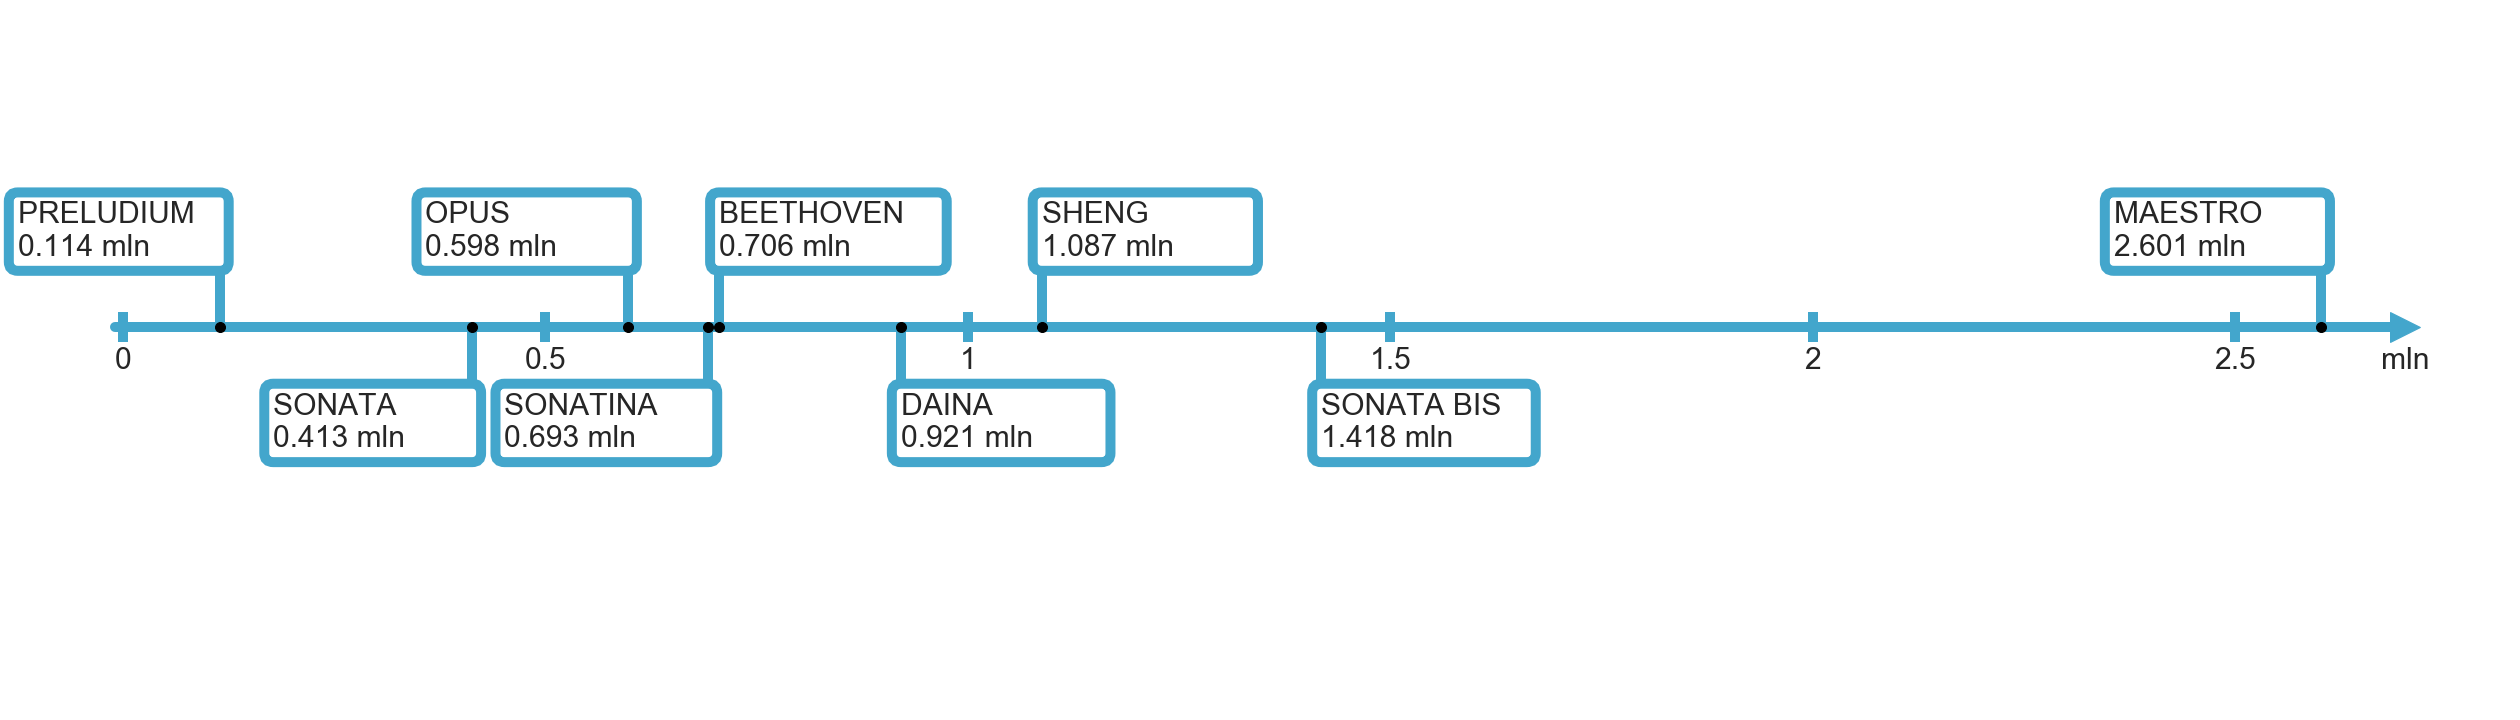 PRELUDIUM
0.114 mln
OPUS
0.598 mln
BEETHOVEN
0.706 mln
SHENG
1.087 mln
MAESTRO
2.601 mln
0
0.5
1
1.5
2
2.5
mln
SONATA
0.413 mln
SONATINA
0.693 mln
DAINA
0.921 mln
SONATA BIS
1.418 mln